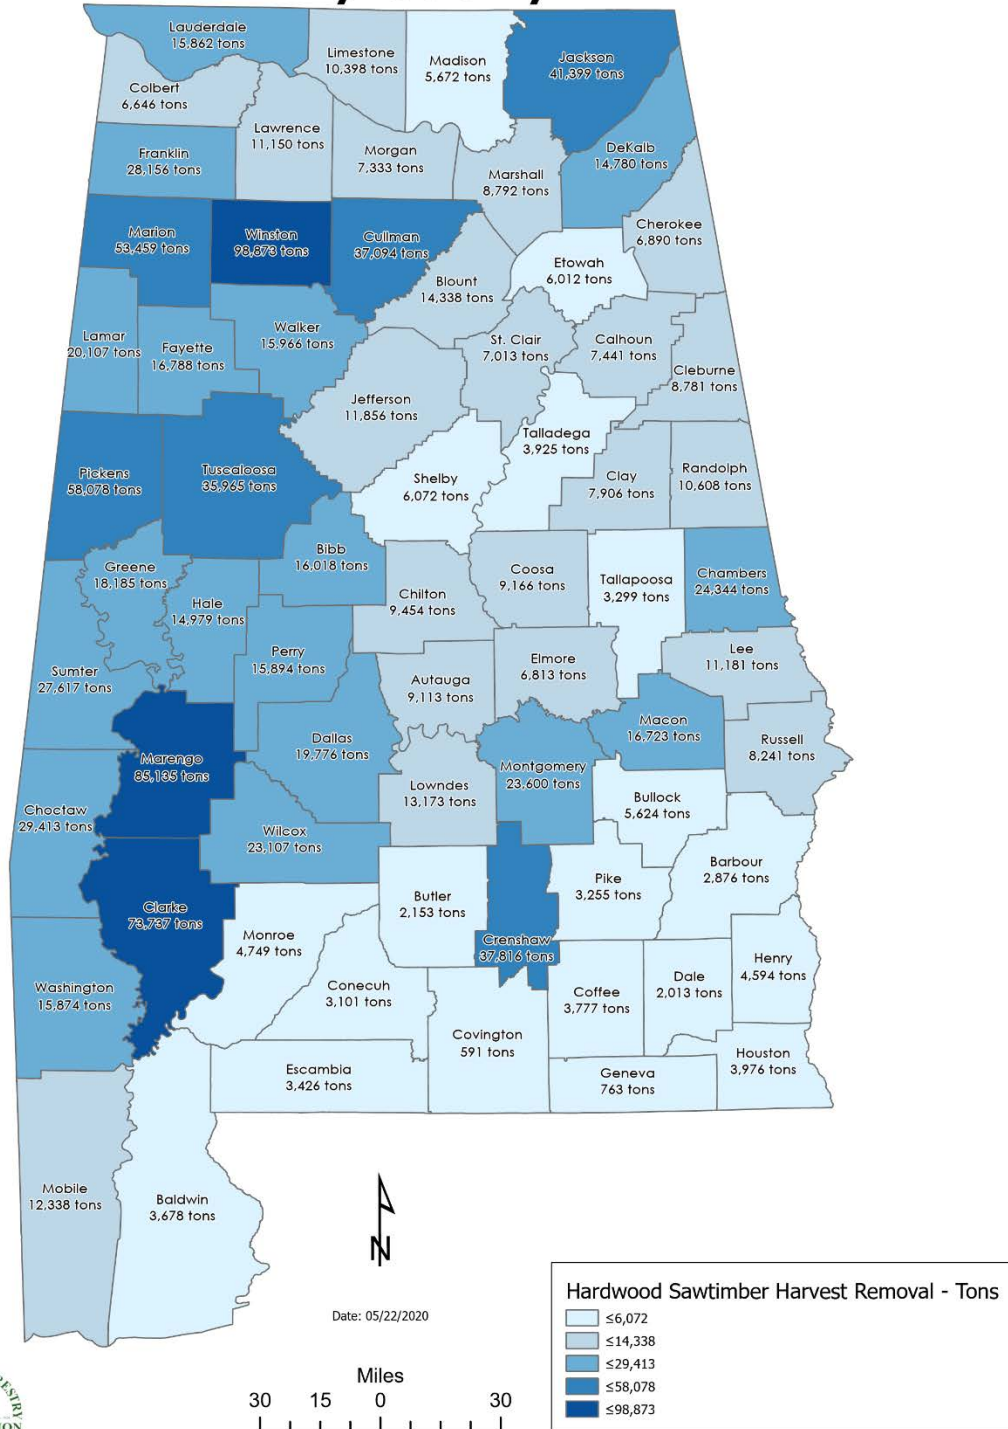 Lauderdale
15,862 tons
Limestone
10,398 tons
Madison
5,672 tons
Jackson
41,399 tons
Colbert
6,646 tons
Lawrence
11,150 tons
Morgan
7,333 tons
Franklin
28,156 tons
Marshall
8,792 tons
DeKalb
14,780 tons
Cherokee
6,890 tons
Marion
53,459 tons
Winston
98,873 tons
Cullman
37,094 tons
Etowah
6,012 tons
Blount
14,338 tons
Lamar
20,107 tons
Fayette
16,788 tons
Walker
15,966 tons
St. Clair
7,013 tons
Calhoun
7,441 tons
Cleburne
8,781 tons
Jefferson
11,856 tons
Talladega
3,925 tons
Pickens
58,078 tons
Tuscaloosa
35,965 tons
Shelby
6,072 tons
Clay
7,906 tons
Randolph
10,608 tons
Bibb
16,018 tons
Greene
18,185 tons
Hale
14,979 tons
Chilton
9,454 tons
Coosa
9,166 tons
Tallapoosa
3,299 tons
Chambers
24,344 tons
Sumter
27,617 tons
Perry
15,894 tons
Autauga
9,113 tons
Elmore
6,813 tons
Lee
11,181 tons
Marengo
85,135 tons
Dallas
19,776 tons
Lowndes
13,173 tons
Montgomery
23,600 tons
Macon
16,723 tons
Russell
8,241 tons
Choctaw
29,413 tons
Wilcox
23,107 tons
Bullock
5,624 tons
Clarke
73,737 tons
Butler
2,153 tons
Pike
3,255 tons
Barbour
2,876 tons
Monroe
4,749 tons
Crenshaw
37,816 tons
Washington
15,874 tons
Conecuh
3,101 tons
Coffee
3,777 tons
Dale
2,013 tons
Henry
4,594 tons
Covington
591 tons
Escambia
3,426 tons
Geneva
763 tons
Houston
3,976 tons
Mobile
12,338 tons
Baldwin
3,678 tons
N
Date: 05/22/2020
Hardwood Sawtimber Harvest Removal - Tons
≤6,072
≤14,338
≤29,413
≤58,078
≤98,873
Miles
30 15 0 30